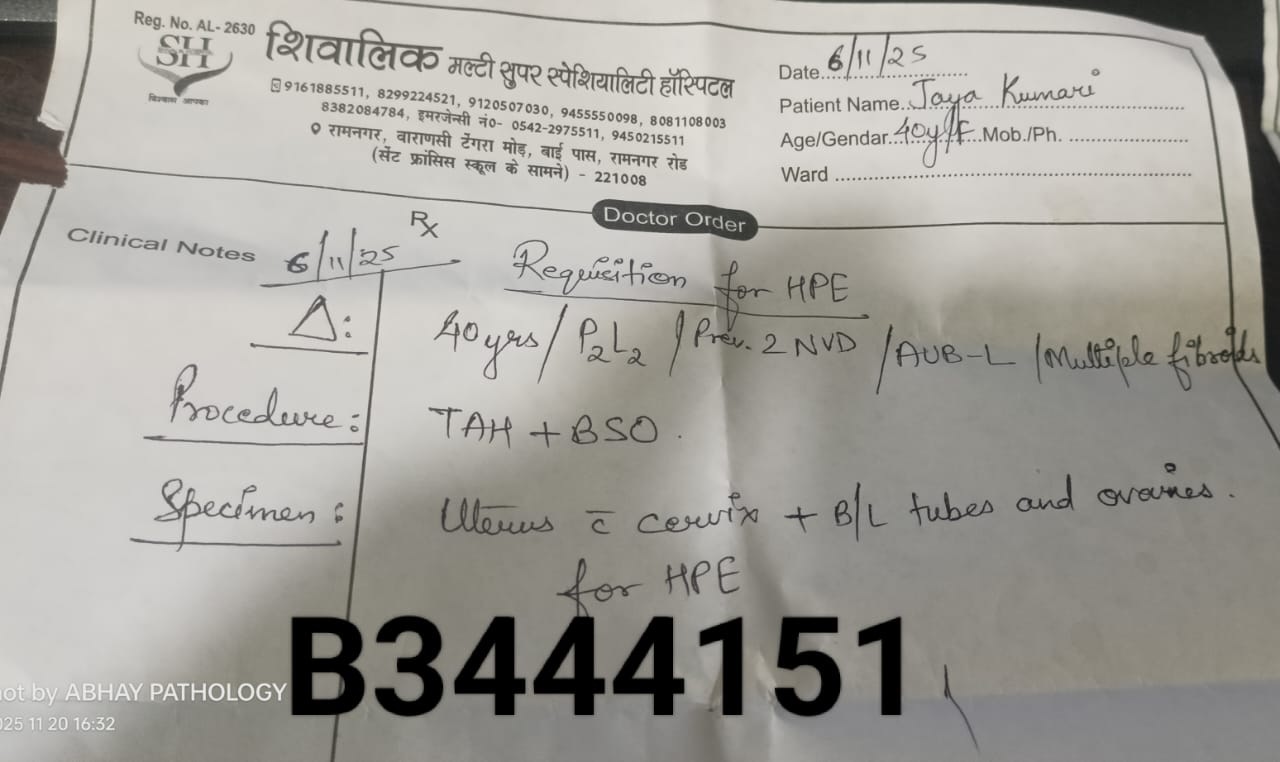 Reg. No. AL- 2630
SH
विश्वास आपका
शिवालिक मल्टी सुपर स्पेशियालिटी हॉस्पिटल
9161885511, 8299224521, 9120507030, 9455550098, 8081108003
8382084784, इमरजेन्सी नं0- 0542-2975511, 9450215511
रामनगर, वाराणसी टेंगरा मोड़, बाई पास, रामनगर रोड
(सेंट फ्रांसिस स्कूल के सामने) - 221008
Date... 6/11/25
Patient Name.. Jaya Kumari
Age/Gendar... 40y/F Mob./Ph.
Ward
Doctor Order
Clinical Notes 6/11/25 Rx
Requisition for HPE
Δ: 40 yrs / P2L2 / Prev. 2 NVD / AUB-L / Multiple fibroids
Procedure: TAH + BSO.
Specimen: Uterus c̄ cervix + B/L tubes and ovaries.
for HPE
B3444151
ot by ABHAY PATHOLOGY
025 11 20 16:32